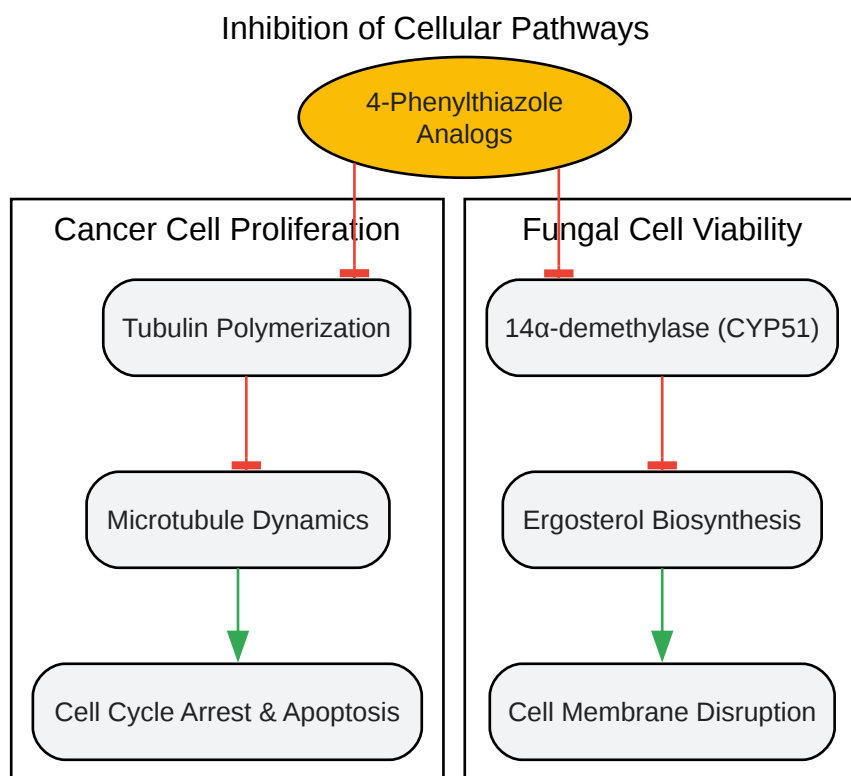 Inhibition of Cellular Pathways
4-Phenylthiazole
Analogs
Cancer Cell Proliferation
Tubulin Polymerization
Microtubule Dynamics
Cell Cycle Arrest & Apoptosis
Fungal Cell Viability
14α-demethylase (CYP51)
Ergosterol Biosynthesis
Cell Membrane Disruption